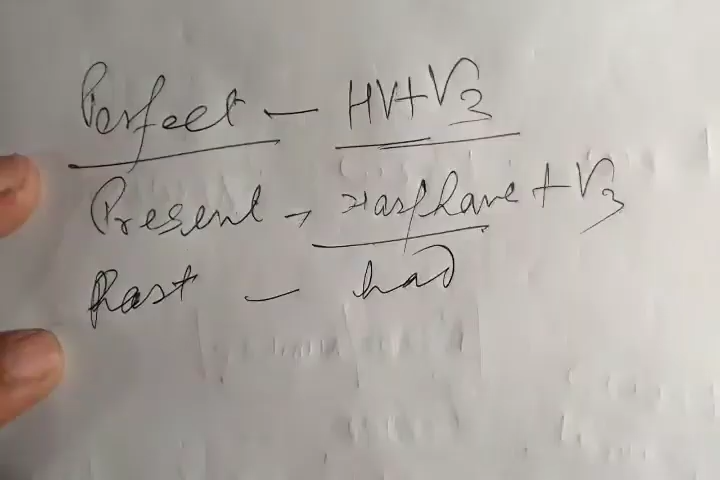 Perfect - HV+V3
Present → Has/have + V3
Past - had